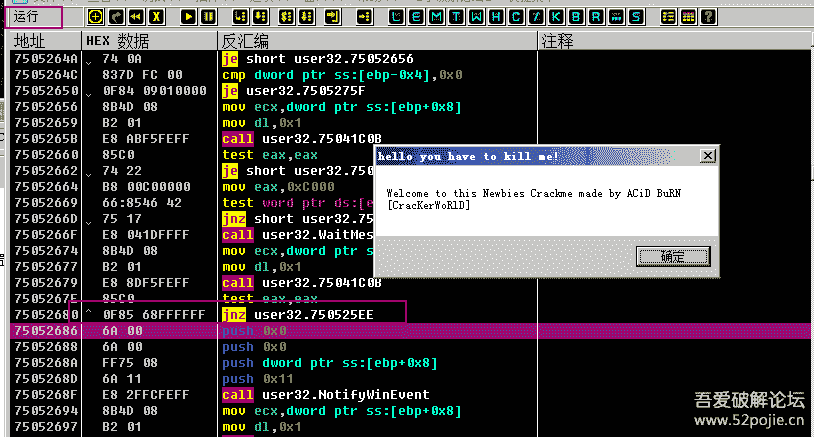 运行
L E M T W H C / K B R ... S
地址 HEX 数据 反汇编 注释
7505264A 74 0A je short user32.75052656
7505264C 837D FC 00 cmp dword ptr ss:[ebp-0x4],0x0
75052650 0F84 09010000 je user32.7505275F
75052656 8B4D 08 mov ecx,dword ptr ss:[ebp+0x8]
75052659 B2 01 mov dl,0x1
7505265B E8 ABF5FEFF call user32.75041C0B
75052660 85C0 test eax,eax
75052662 74 22 je short user32.750
75052664 B8 00C00000 mov eax,0xC000
75052669 66:8546 42 test word ptr ds:[e
7505266D 75 17 jnz short user32.75
7505266F E8 041DFFFF call user32.WaitMes
75052674 8B4D 08 mov ecx,dword ptr s
75052677 B2 01 mov dl,0x1
75052679 E8 8DF5FEFF call user32.75041C0B
7505267E 85C0 test eax,eax
75052680 0F85 68FFFFFF jnz user32.750525EE
75052686 6A 00 push 0x0
75052688 6A 00 push 0x0
7505268A FF75 08 push dword ptr ss:[ebp+0x8]
7505268D 6A 11 push 0x11
7505268F E8 2FFCFEFF call user32.NotifyWinEvent
75052694 8B4D 08 mov ecx,dword ptr ss:[ebp+0x8]
75052697 B2 01 mov dl,0x1
hello you have to kill me!
Welcome to this Newbies Crackme made by ACiD BuRN
[CracKerWoRlD]
确定
吾爱破解论坛
www.52pojie.cn